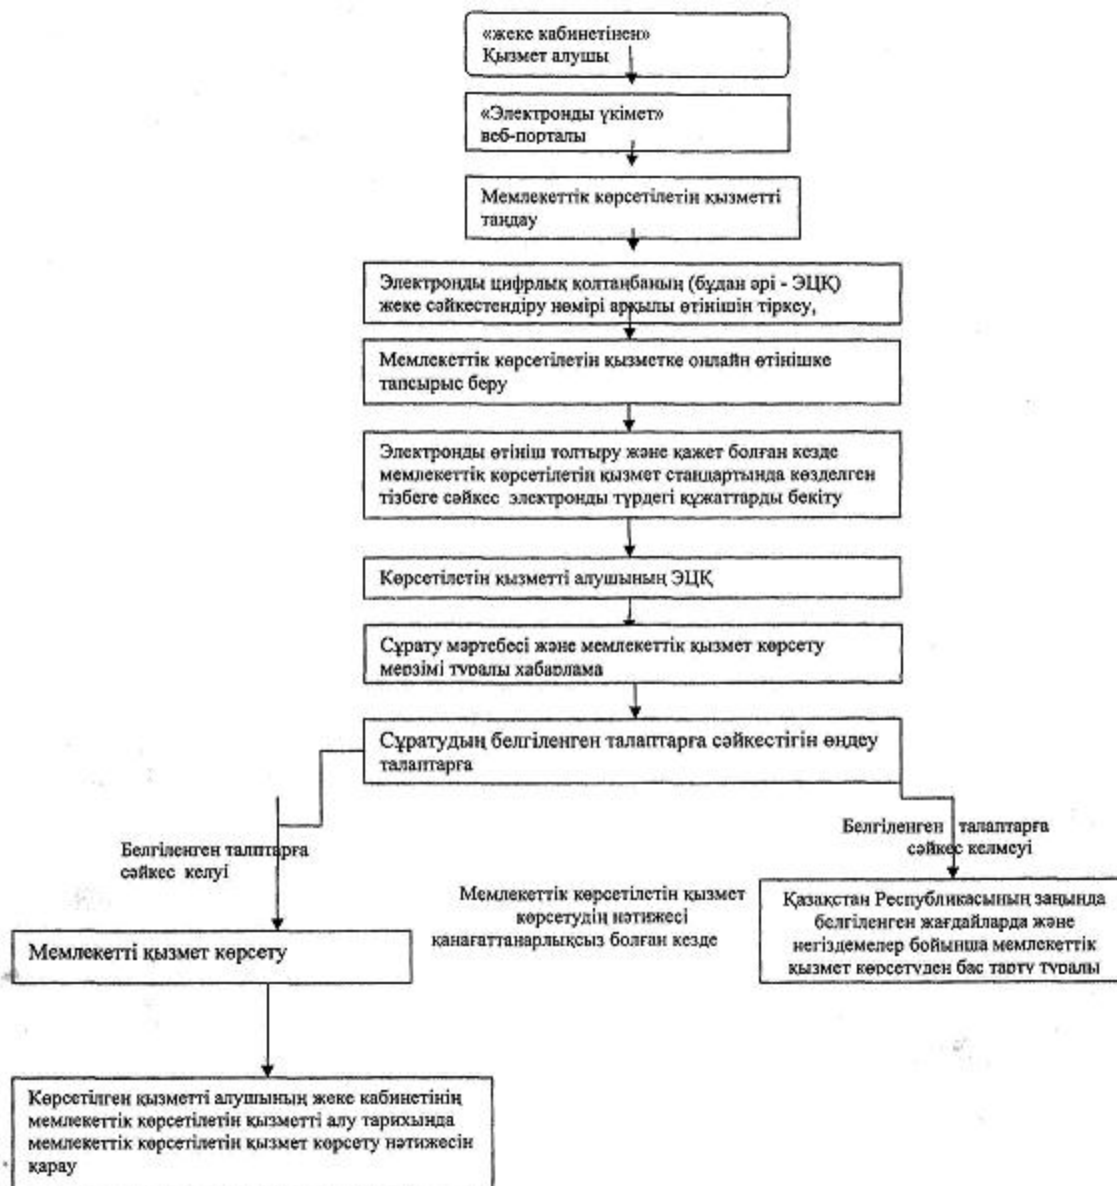 «жеке кабинетінен»
Қызмет алушы
«Электронды үкімет»
веб-порталы
Мемлекеттік көрсетілетін қызметті
таңдау
Электронды цифрлық қолтаңбаның (бұдан әрі - ЭЦҚ)
жеке сәйкестендіру нөмірі арқылы өтінішін тіркеу,
Мемлекеттік көрсетілетін қызметке онлайн өтінішке
тапсырыс беру
Электронды өтініш толтыру және қажет болған кезде
мемлекеттік көрсетілетін қызмет стандартында көзделген
тізбеге сәйкес электронды түрдегі құжаттарды бекіту
Көрсетілетін қызметті алушының ЭЦҚ
Сұрату мәртебесі және мемлекеттік қызмет көрсету
мерзімі туралы хабарлама
Сұратудың белгіленген талаптарға сәйкестігін өңдеу
талаптарға
Белгіленген талптарға
сәйкес келуі
Белгіленген талаптарға
сәйкес келмеуі
Мемлекеттік көрсетілетін қызмет
көрсетудің нәтижесі
қанағаттанарлықсыз болған кезде
Қазақстан Республикасының заңында
белгіленген жағдайларда және
негіздемелер бойынша мемлекеттік
қызмет көрсетуден бас тарту туралы
Мемлекетті қызмет көрсету
Көрсетілген қызметті алушының жеке кабинетінің
мемлекеттік көрсетілетін қызметті алу тарихында
мемлекеттік көрсетілетін қызмет көрсету нәтижесін
қарау